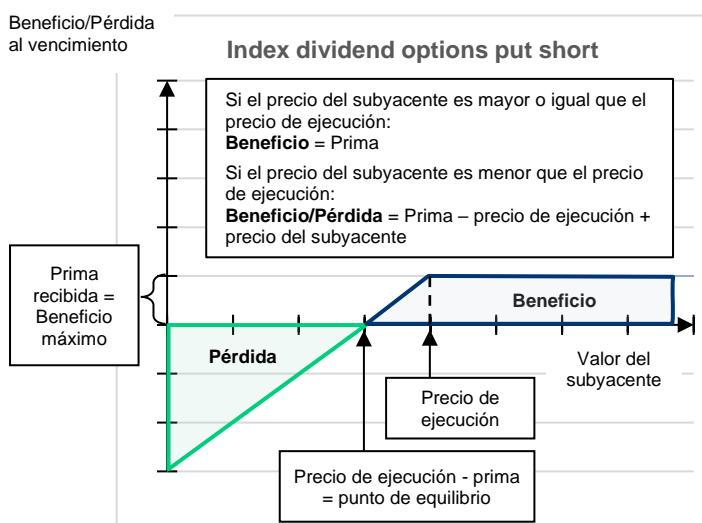 Beneficio/Pérdida
al vencimiento
Index dividend options put short
Si el precio del subyacente es mayor o igual que el
precio de ejecución:
Beneficio = Prima
Si el precio del subyacente es menor que el precio
de ejecución:
Beneficio/Pérdida = Prima – precio de ejecución +
precio del subyacente
Prima
recibida =
Beneficio
máximo
Beneficio
Pérdida
Valor del
subyacente
Precio de
ejecución
Precio de ejecución - prima
= punto de equilibrio